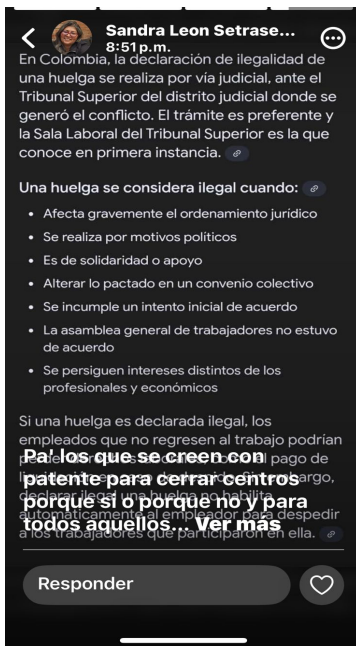 Sandra Leon Setrase...
8:51 p. m.
En Colombia, la declaración de ilegalidad de
una huelga se realiza por vía judicial, ante el
Tribunal Superior del distrito judicial donde se
generó el conflicto. El trámite es preferente y
la Sala Laboral del Tribunal Superior es la que
conoce en primera instancia.
Una huelga se considera ilegal cuando:
• Afecta gravemente el ordenamiento jurídico
• Se realiza por motivos políticos
• Es de solidaridad o apoyo
• Alterar lo pactado en un convenio colectivo
• Se incumple un intento inicial de acuerdo
• La asamblea general de trabajadores no estuvo
de acuerdo
• Se persiguen intereses distintos de los
profesionales y económicos
Si una huelga es declarada ilegal, los
empleados que no regresen al trabajo podrían
el pago de
Pa' los que se creen con
embargo,
patente para cerrar centros
declarar ilegal una huelga no habilita
porqué sí o porque no y para
automáticamente al empleador para despedir
todos aquellos... Ver más
a los trabajadores que participaron en ella.
Responder